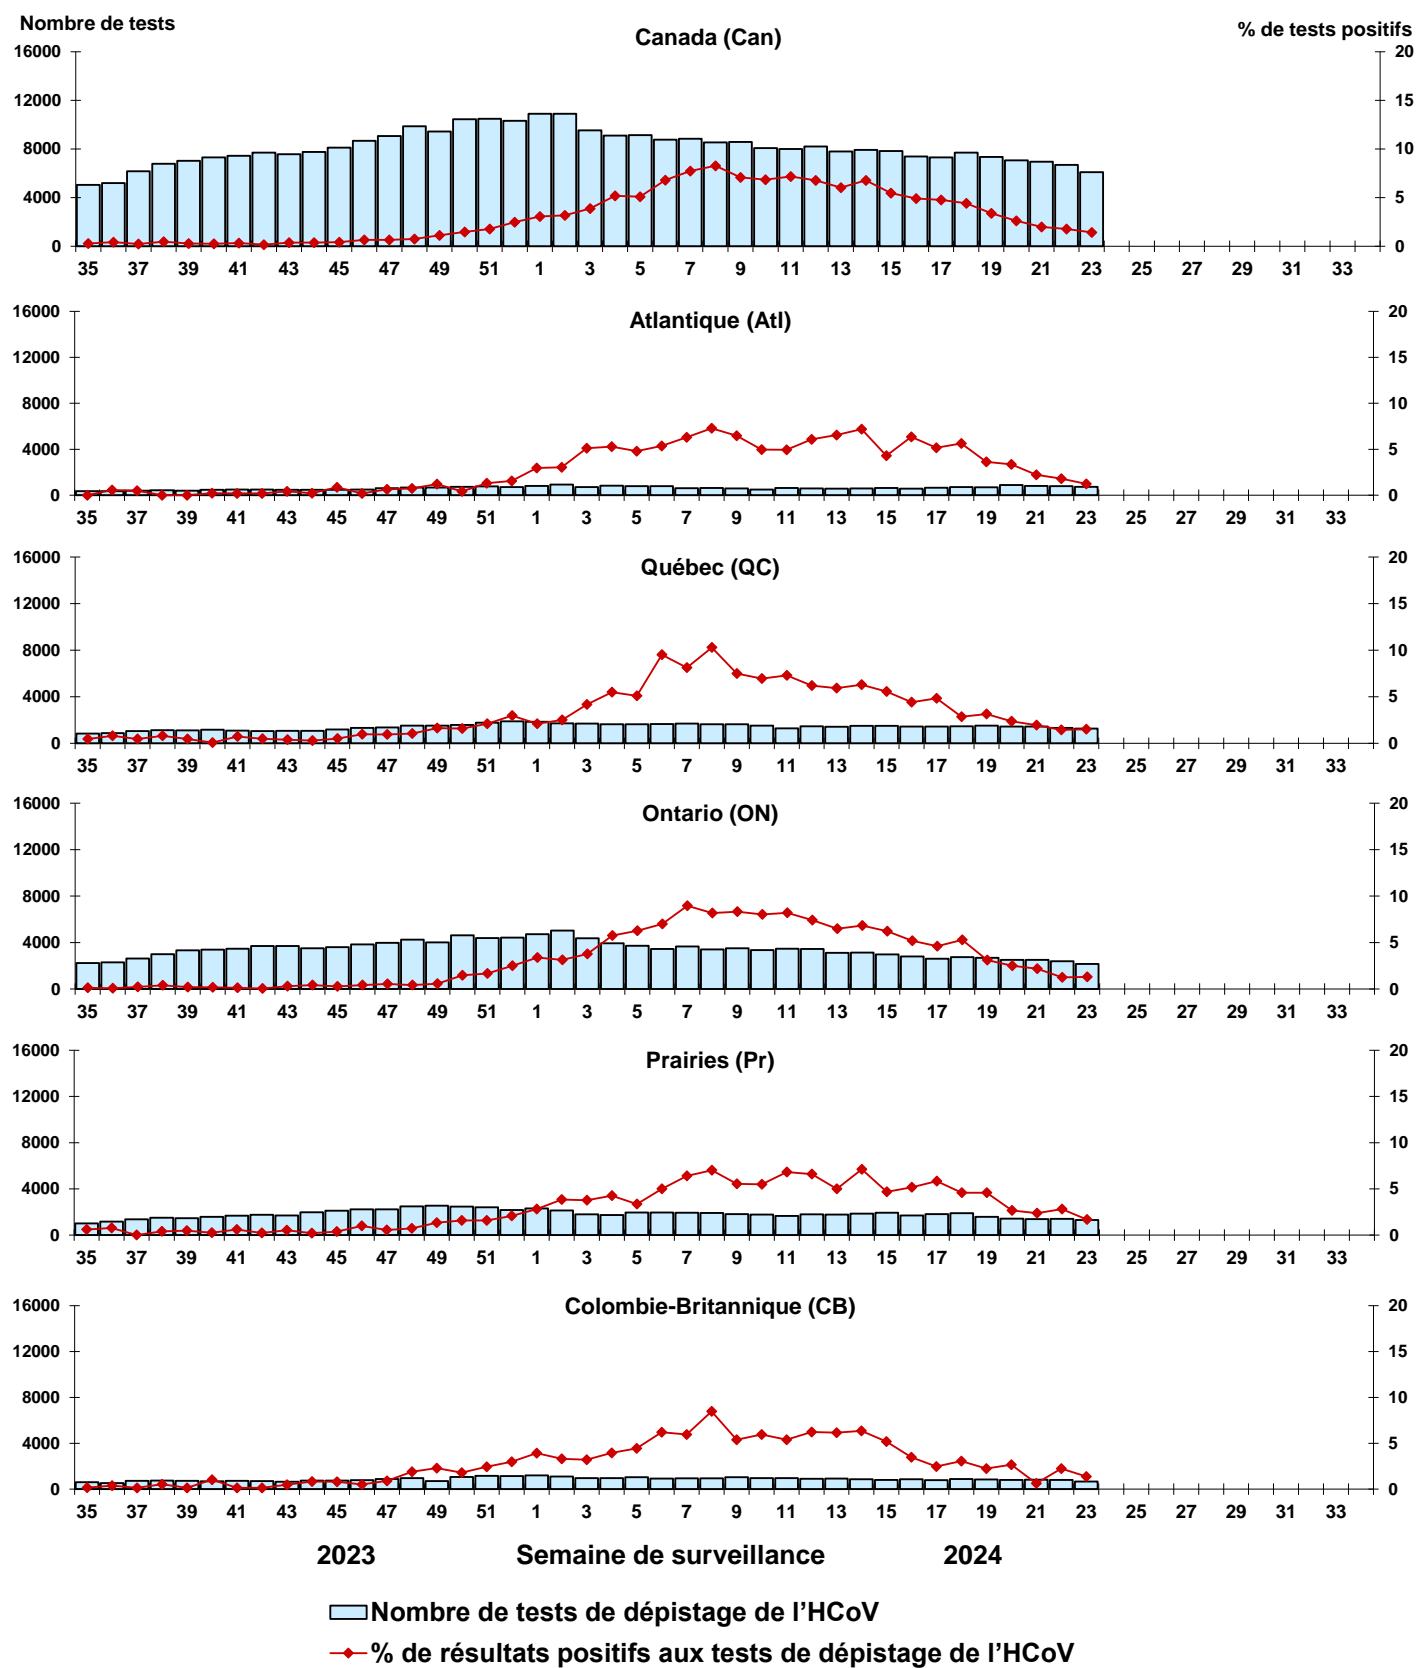 Nombre de tests
% de tests positifs
Canada (Can)
16000 20
12000 15
8000 10
4000 5
0 0
35 37 39 41 43 45 47 49 51 1 3 5 7 9 11 13 15 17 19 21 23 25 27 29 31 33
Atlantique (Atl)
16000 20
12000 15
8000 10
4000 5
0 0
35 37 39 41 43 45 47 49 51 1 3 5 7 9 11 13 15 17 19 21 23 25 27 29 31 33
Québec (QC)
16000 20
12000 15
8000 10
4000 5
0 0
35 37 39 41 43 45 47 49 51 1 3 5 7 9 11 13 15 17 19 21 23 25 27 29 31 33
Ontario (ON)
16000 20
12000 15
8000 10
4000 5
0 0
35 37 39 41 43 45 47 49 51 1 3 5 7 9 11 13 15 17 19 21 23 25 27 29 31 33
Prairies (Pr)
16000 20
12000 15
8000 10
4000 5
0 0
35 37 39 41 43 45 47 49 51 1 3 5 7 9 11 13 15 17 19 21 23 25 27 29 31 33
Colombie-Britannique (CB)
16000 20
12000 15
8000 10
4000 5
0 0
35 37 39 41 43 45 47 49 51 1 3 5 7 9 11 13 15 17 19 21 23 25 27 29 31 33
2023 Semaine de surveillance 2024
Nombre de tests de dépistage de l’HCoV
% de résultats positifs aux tests de dépistage de l’HCoV